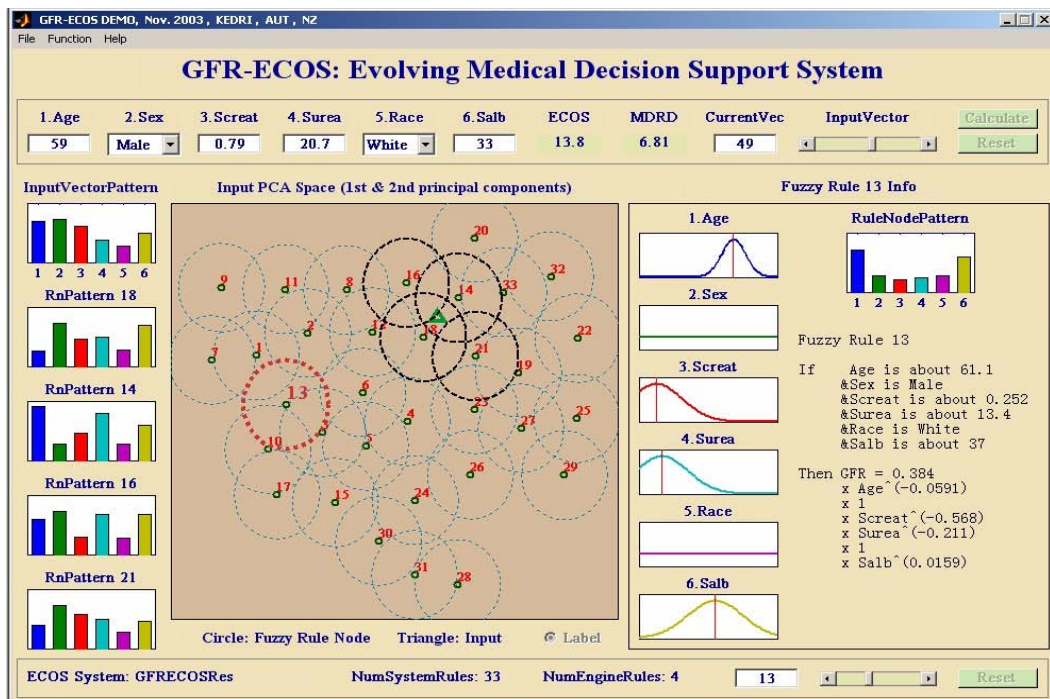 GFR-ECOS DEMO, Nov. 2003 , KEDRI , AUT , NZ
File Function Help
GFR-ECOS: Evolving Medical Decision Support System
1.Age 2.Sex 3.Screat 4.Surea 5.Race 6.Salb ECOS MDRD CurrentVec InputVector Calculate
59 Male 0.79 20.7 White 33 13.8 6.81 49 Reset
InputVectorPattern
1 2 3 4 5 6
RnPattern 18
RnPattern 14
RnPattern 16
RnPattern 21
Input PCA Space (1st & 2nd principal components)
20
9 11 8 16 14 33 32
2 12 18 22
7 1 21 19
13 6
4 23 27 25
10 3 5
26 29
17 15 24
30
31 28
Circle: Fuzzy Rule Node Triangle: Input Label
Fuzzy Rule 13 Info
1.Age
2.Sex
3.Screat
4.Surea
5.Race
6.Salb
RuleNodePattern
1 2 3 4 5 6
Fuzzy Rule 13
If Age is about 61.1
&Sex is Male
&Screat is about 0.252
&Surea is about 13.4
&Race is White
&Salb is about 37
Then GFR = 0.384
x Age^(-0.0591)
x 1
x Screat^(-0.568)
x Surea^(-0.211)
x 1
x Salb^(0.0159)
ECOS System: GFRECOSRes NumSystemRules: 33 NumEngineRules: 4 13 Reset